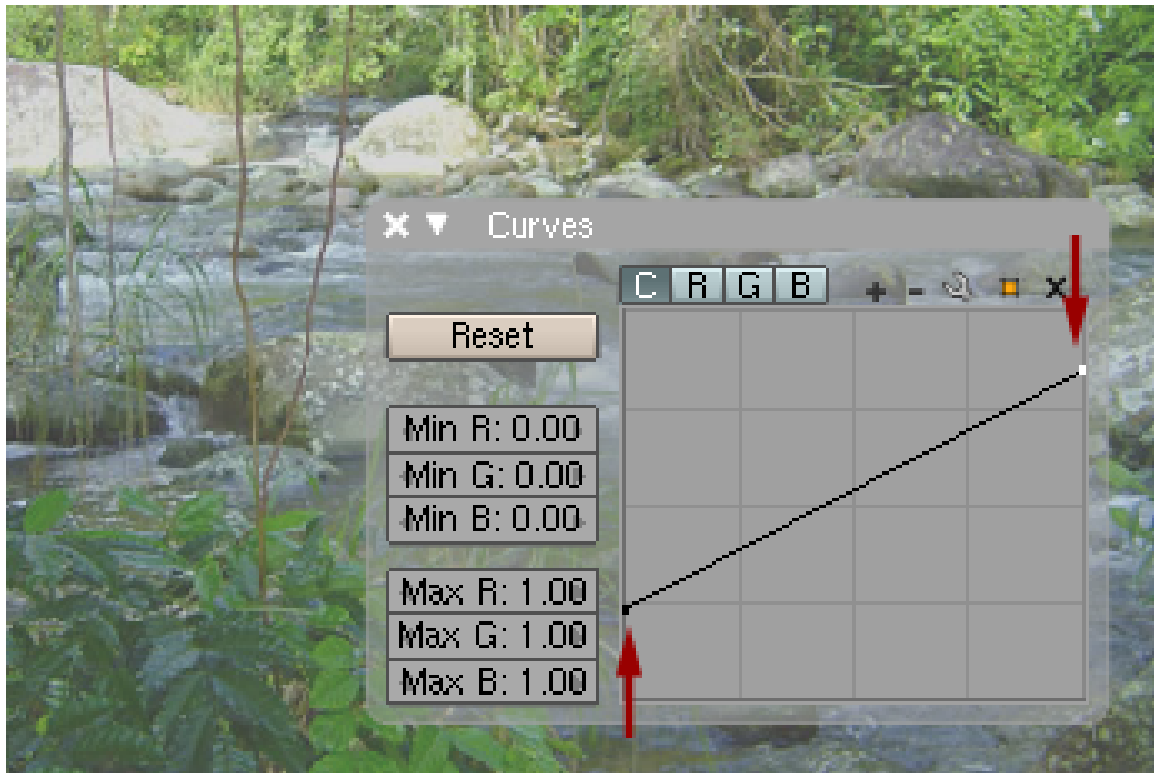 Curves
C R G B
Reset
Min R: 0.00
Min G: 0.00
Min B: 0.00
Max R: 1.00
Max G: 1.00
Max B: 1.00